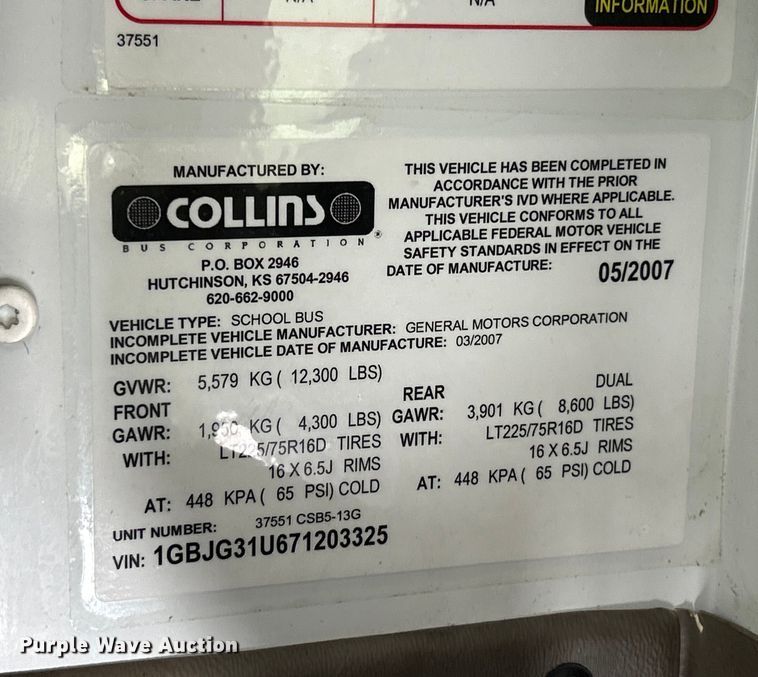 N/A N/A
INFORMATION
37551
MANUFACTURED BY:
COLLINS
BUS CORPORATION®
P.O. BOX 2946
HUTCHINSON, KS 67504-2946
620-662-9000
THIS VEHICLE HAS BEEN COMPLETED IN
ACCORDANCE WITH THE PRIOR
MANUFACTURER'S IVD WHERE APPLICABLE.
THIS VEHICLE CONFORMS TO ALL
APPLICABLE FEDERAL MOTOR VEHICLE
SAFETY STANDARDS IN EFFECT ON THE
DATE OF MANUFACTURE: 05/2007
VEHICLE TYPE: SCHOOL BUS
INCOMPLETE VEHICLE MANUFACTURER: GENERAL MOTORS CORPORATION
INCOMPLETE VEHICLE DATE OF MANUFACTURE: 03/2007
GVWR: 5,579 KG ( 12,300 LBS)
FRONT
GAWR: 1,950 KG ( 4,300 LBS)
WITH: LT225/75R16D TIRES
16 X 6.5J RIMS
AT: 448 KPA ( 65 PSI) COLD
REAR DUAL
GAWR: 3,901 KG ( 8,600 LBS)
WITH: LT225/75R16D TIRES
16 X 6.5J RIMS
AT: 448 KPA ( 65 PSI) COLD
UNIT NUMBER: 37551 CSB5-13G
VIN: 1GBJG31U671203325
Purple Wave Auction